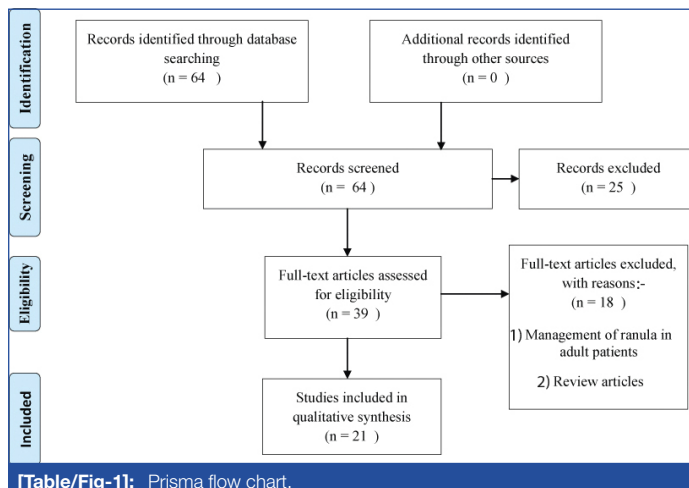 Identification
Records identified through database
searching
(n = 64 )
Additional records identified
through other sources
(n = 0 )
Screening
Records screened
(n = 64 )
Records excluded
(n = 25 )
Eligibility
Full-text articles assessed
for eligibility
(n = 39 )
Full-text articles excluded,
with reasons:-
(n = 18 )
1) Management of ranula in
adult patients
2) Review articles
Included
Studies included in
qualitative synthesis
(n = 21 )
[Table/Fig-1]: Prisma flow chart.